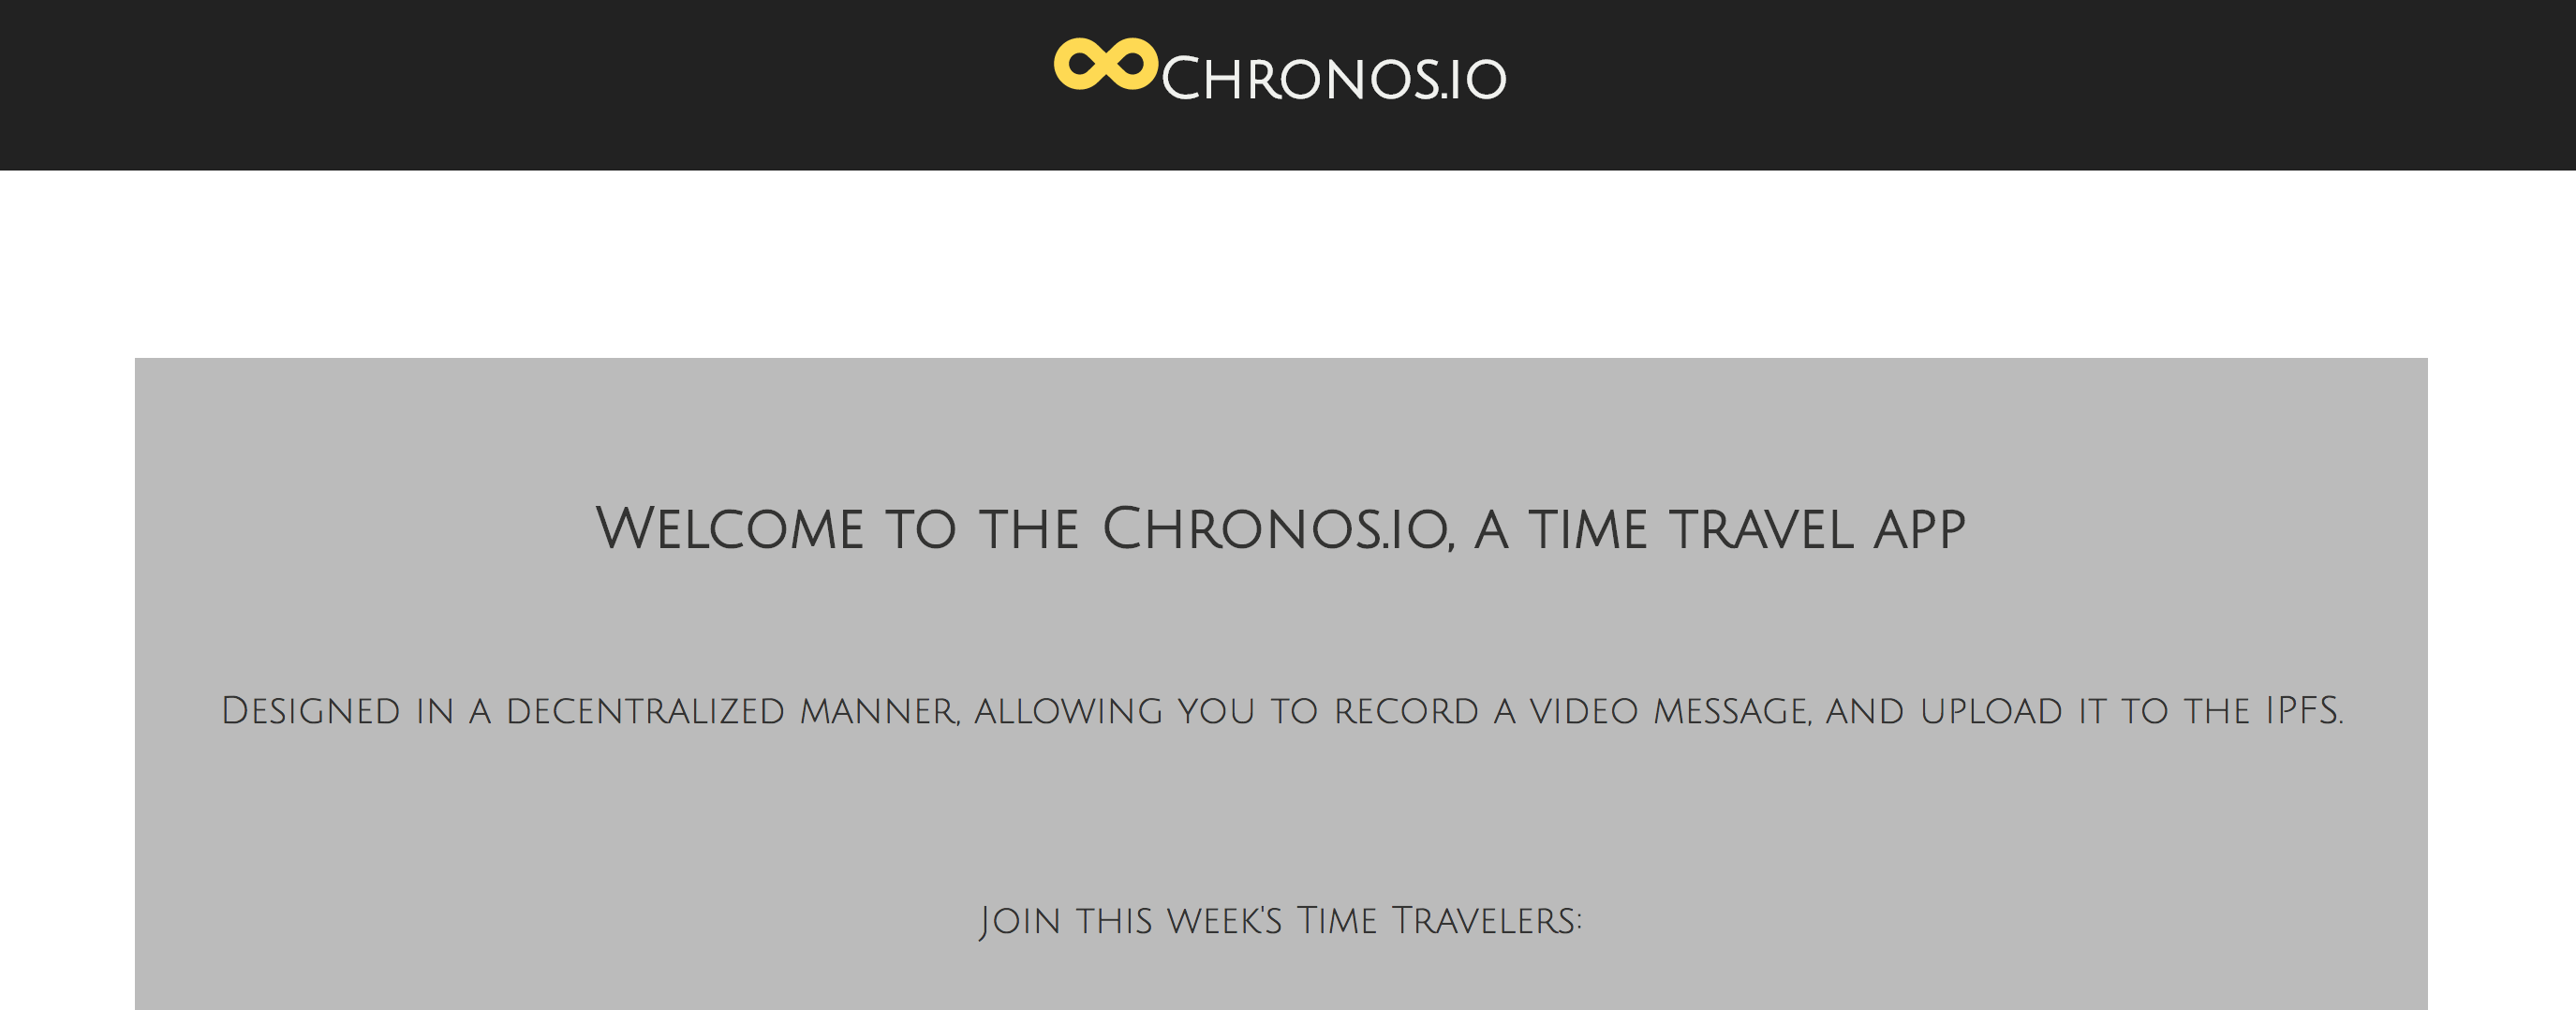 Chronos.io
Welcome to the Chronos.io, a time travel app
Designed in a decentralized manner, allowing you to record a video message, and upload it to the IPFS.
Join this week's Time Travelers: